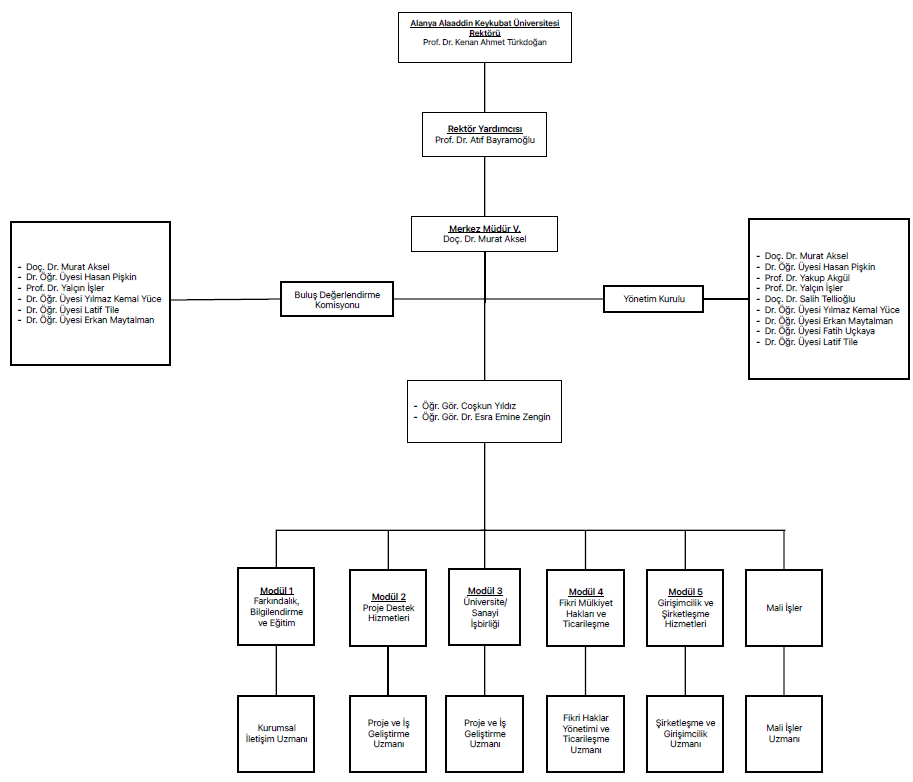 Alanya Alaaddin Keykubat Üniversitesi
Rektörü
Prof. Dr. Kenan Ahmet Türkdoğan
Rektör Yardımcısı
Prof. Dr. Atıf Bayramoğlu
Merkez Müdür V.
Doç. Dr. Murat Aksel
- Doç. Dr. Murat Aksel
- Dr. Öğr. Üyesi Hasan Pişkin
- Prof. Dr. Yalçın İşler
- Dr. Öğr. Üyesi Yılmaz Kemal Yüce
- Dr. Öğr. Üyesi Latif Tile
- Dr. Öğr. Üyesi Erkan Maytalman
Buluş Değerlendirme
Komisyonu
Yönetim Kurulu
- Doç. Dr. Murat Aksel
- Dr. Öğr. Üyesi Hasan Pişkin
- Prof. Dr. Yakup Akgül
- Prof. Dr. Yalçın İşler
- Doç. Dr. Salih Tellioğlu
- Dr. Öğr. Üyesi Yılmaz Kemal Yüce
- Dr. Öğr. Üyesi Erkan Maytalman
- Dr. Öğr. Üyesi Fatih Uçkaya
- Dr. Öğr. Üyesi Latif Tile
- Öğr. Gör. Coşkun Yıldız
- Öğr. Gör. Dr. Esra Emine Zengin
Modül 1
Farkındalık,
Bilgilendirme
ve Eğitim
Modül 2
Proje Destek
Hizmetleri
Modül 3
Üniversite/
Sanayi
İşbirliği
Modül 4
Fikri Mülkiyet
Hakları ve
Ticarileşme
Modül 5
Girişimcilik ve
Şirketleşme
Hizmetleri
Mali İşler
Kurumsal
İletişim Uzmanı
Proje ve İş
Geliştirme
Uzmanı
Proje ve İş
Geliştirme
Uzmanı
Fikri Haklar
Yönetimi ve
Ticarileşme
Uzmanı
Şirketleşme ve
Girişimcilik
Uzmanı
Mali İşler
Uzmanı